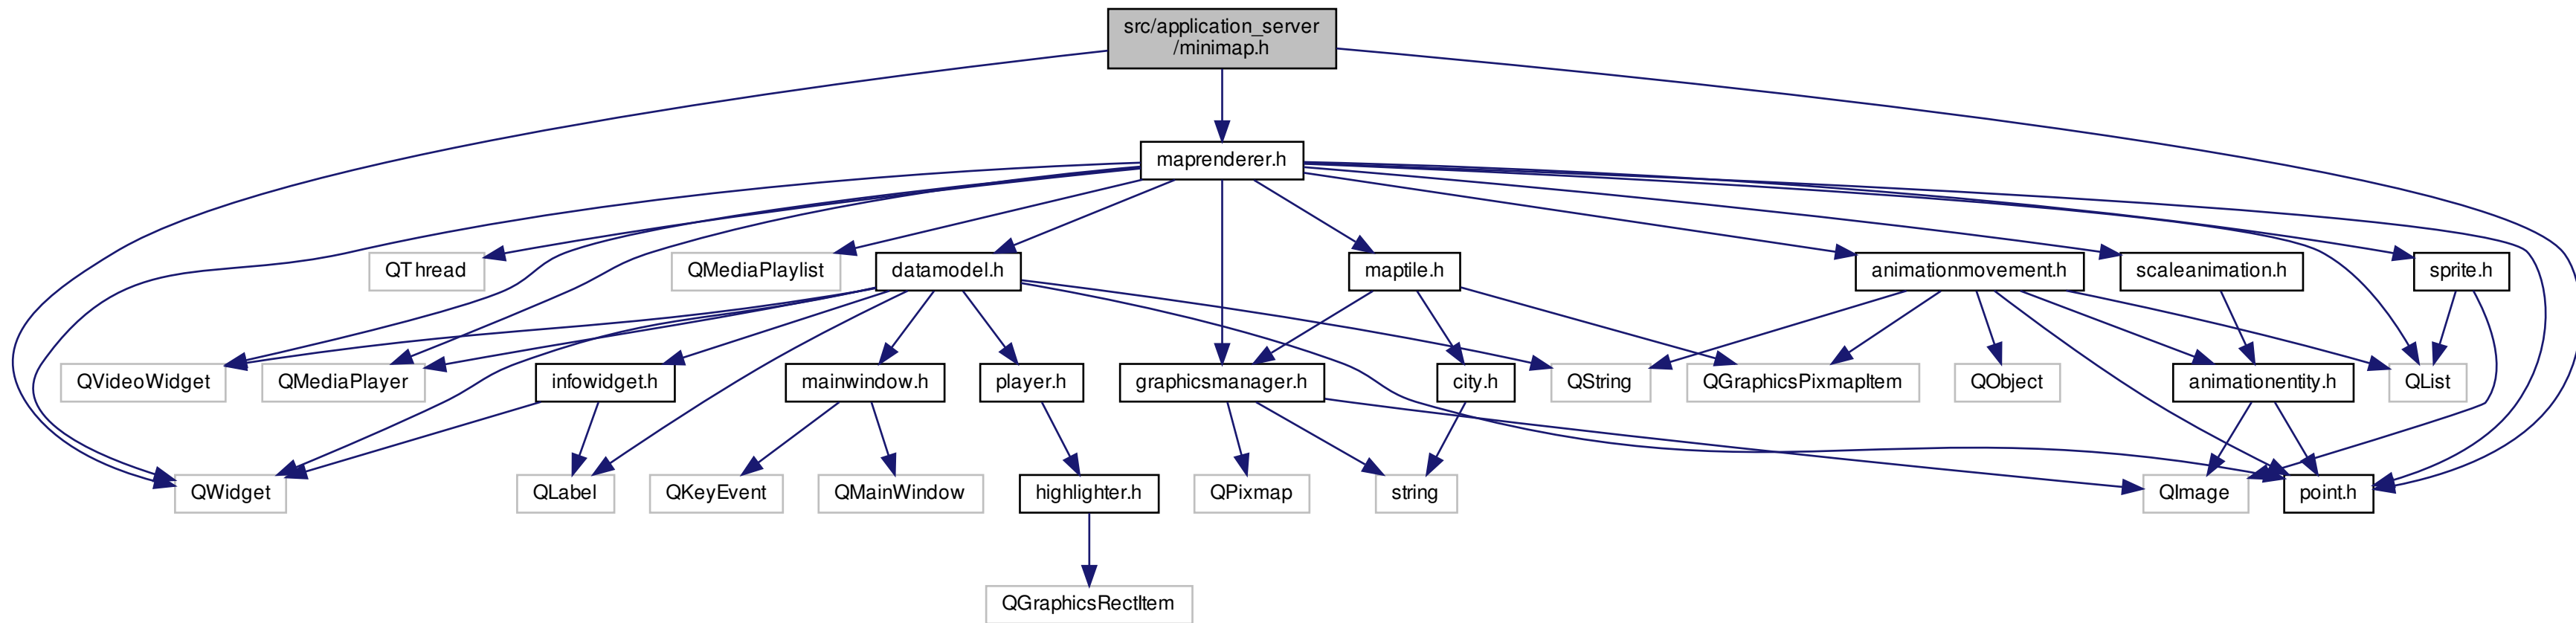 src/application_server
/minimap.h
maprenderer.h
QThread
QMediaPlaylist
datamodel.h
maptile.h
animationmovement.h
scaleanimation.h
sprite.h
QVideoWidget
QMediaPlayer
infowidget.h
mainwindow.h
player.h
graphicsmanager.h
city.h
QString
QGraphicsPixmapItem
QObject
animationentity.h
QList
QWidget
QLabel
QKeyEvent
QMainWindow
highlighter.h
QPixmap
string
QImage
point.h
QGraphicsRectItem